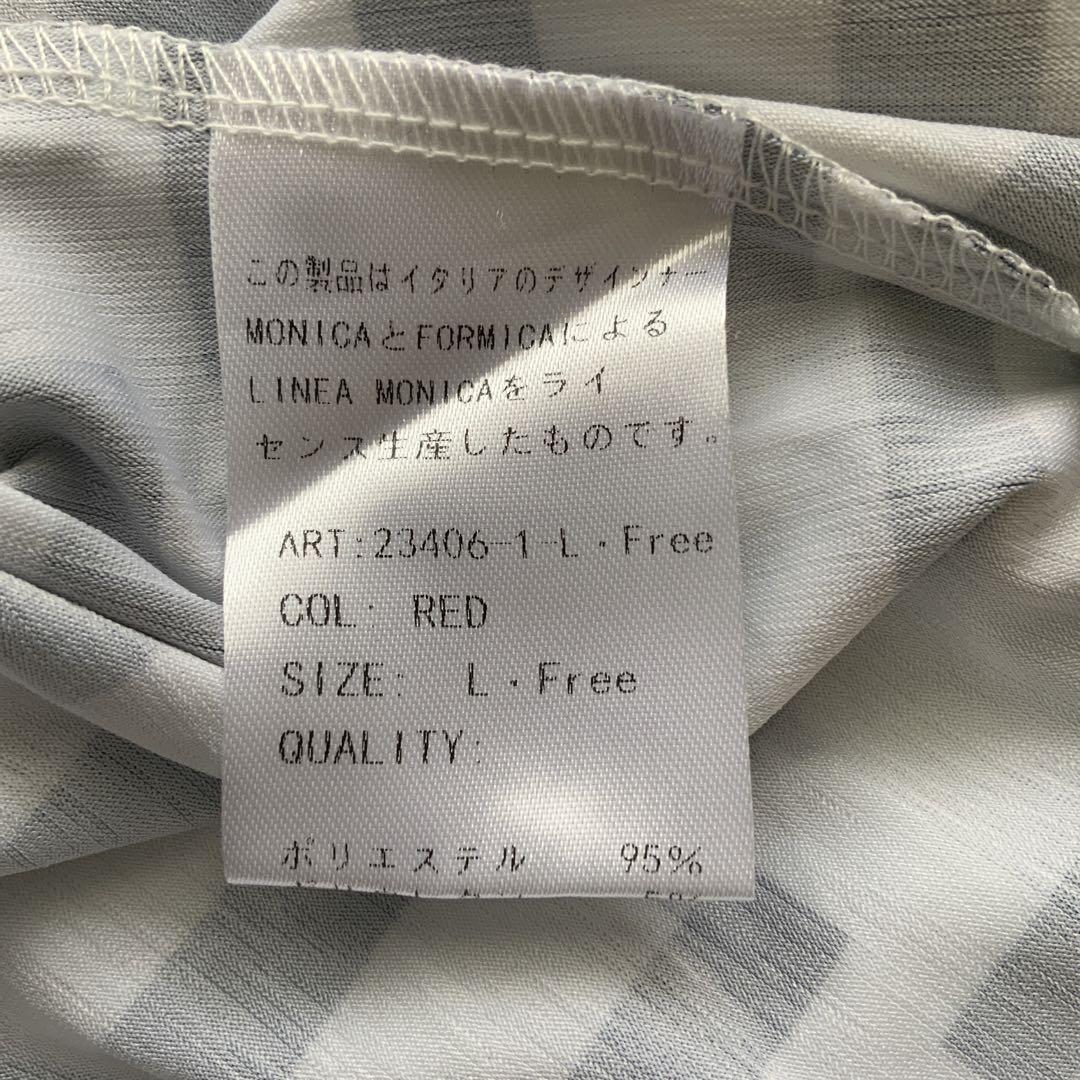 この製品はイタリアのデザインナー
MONICAとFORMICAによる
LINEA MONICAをライ
センス生産したものです。
ART:23406-1-L・Free
COL: RED
SIZE: L・Free
QUALITY:
ポリエステル 95%